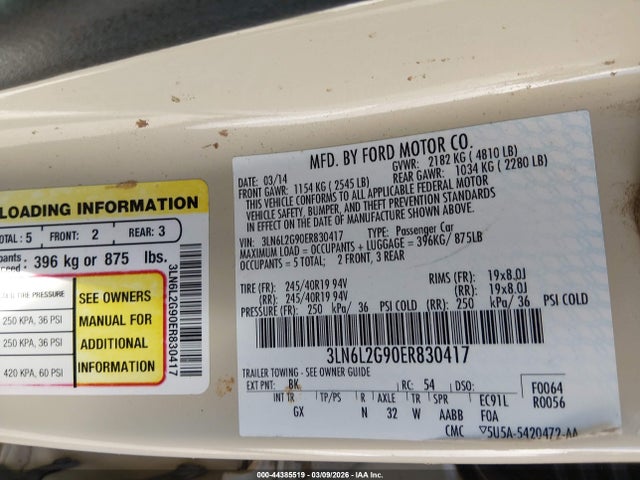 LOADING INFORMATION
TOTAL : 5 FRONT: 2 REAR: 3
396 kg or 875 lbs.
TIRE PRESSURE
250 KPA, 36 PSI
250 KPA, 36 PSI
420 KPA, 60 PSI
SEE OWNERS
MANUAL FOR
ADDITIONAL
INFORMATION
3LN6L2G90ER830417
MFD. BY FORD MOTOR CO.
DATE: 03/14 GVWR: 2182 KG ( 4810 LB)
FRONT GAWR: 1154 KG ( 2545 LB) REAR GAWR: 1034 KG ( 2280 LB)
THIS VEHICLE CONFORMS TO ALL APPLICABLE FEDERAL MOTOR
VEHICLE SAFETY, BUMPER, AND THEFT PREVENTION STANDARDS
IN EFFECT ON THE DATE OF MANUFACTURE SHOWN ABOVE.
VIN: 3LN6L2G90ER830417 TYPE: Passenger Car
MAXIMUM LOAD = OCCUPANTS + LUGGAGE = 396KG/ 875LB
OCCUPANTS = 5 TOTAL; 2 FRONT, 3 REAR
TIRE (FR): 245/40R19 94V RIMS (FR): 19x8.0J
(RR): 245/40R19 94V (RR): 19x8.0J
PRESSURE (FR): 250 kPa/ 36 PSI COLD (RR): 250 kPa/ 36 PSI COLD
3LN6L2G90ER830417
TRAILER TOWING - SEE OWNER GUIDE
EXT PNT: BK RC: 54 DSO: F0064
INT TR TP/PS R AXLE TR SPR EC91L R0056
GX N 32 W AABB F0A
CMC ▽5U5A-5420472-AA
000-44385519 - 03/09/2026 - IAA Inc.